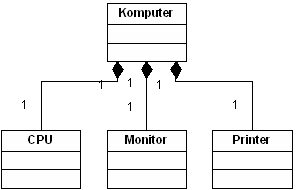 Komputer
1 1 1
1 1 1
CPU Monitor Printer